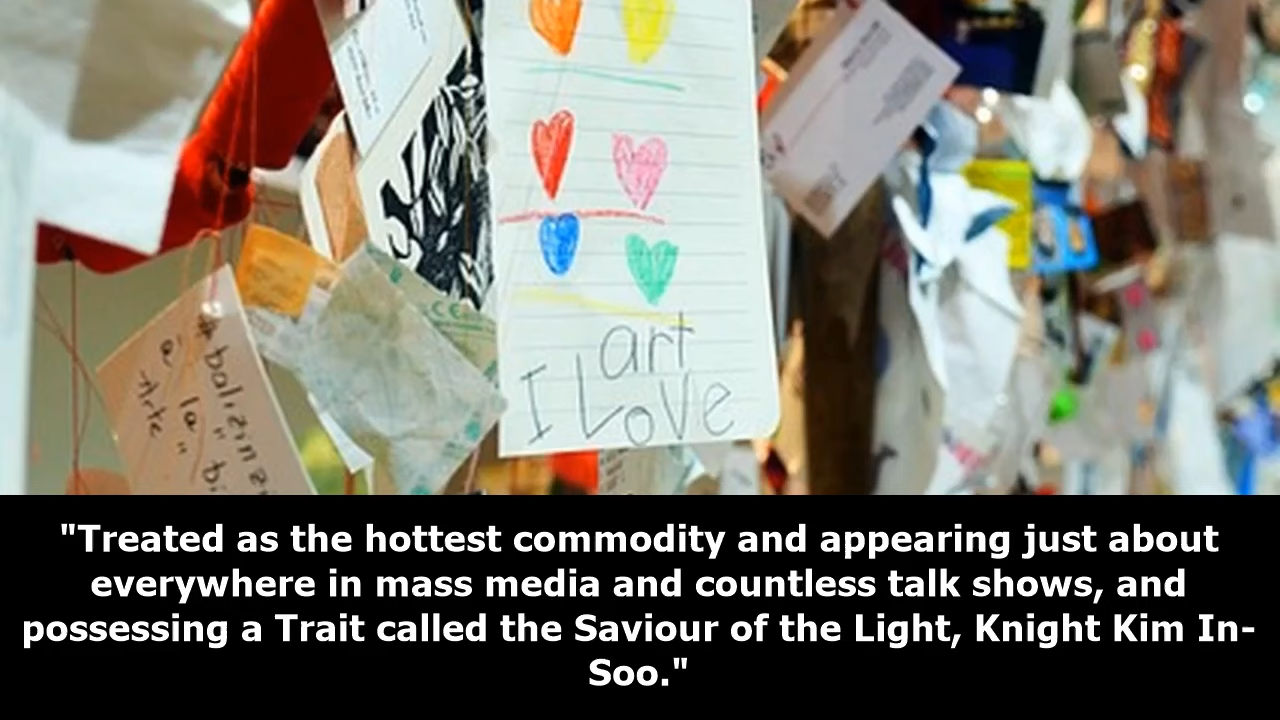 art
I Love
"Treated as the hottest commodity and appearing just about
everywhere in mass media and countless talk shows, and
possessing a Trait called the Saviour of the Light, Knight Kim In-
Soo."